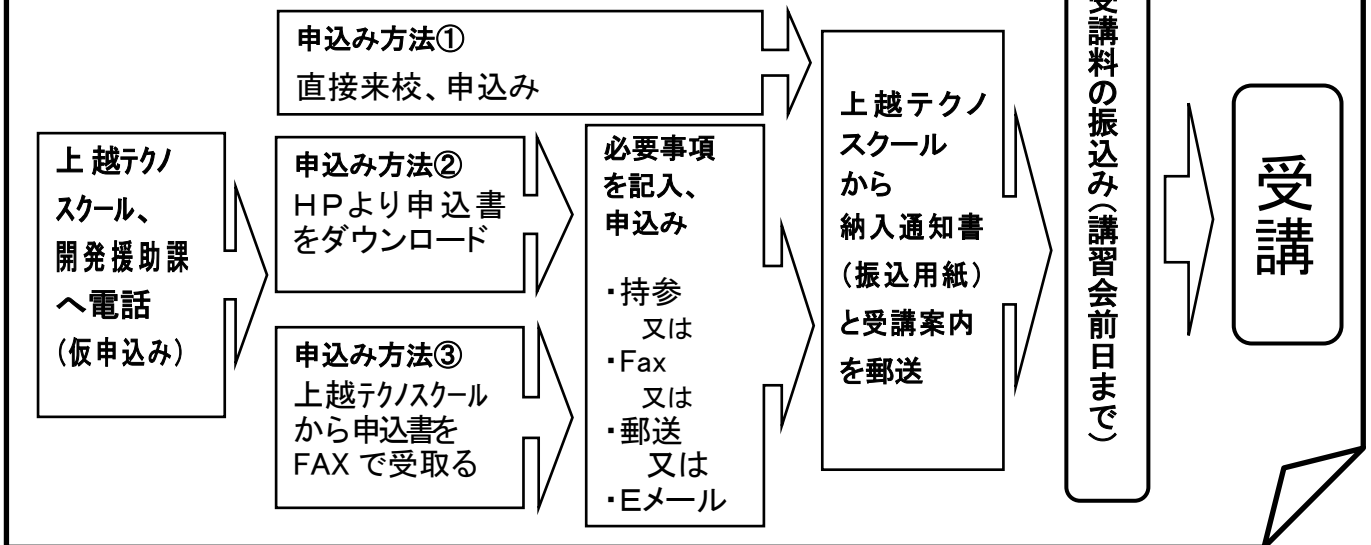 上越テクノ
スクール、
開発援助課
へ電話
（仮申込み）
申込み方法①
直接来校、申込み
申込み方法②
ＨＰより申込書
をダウンロード
申込み方法③
上越テクノスクール
から申込書を
FAXで受取る
必要事項
を記入、
申込み
・持参
又は
・Fax
又は
・郵送
又は
・Eメール
上越テクノ
スクール
から
納入通知書
（振込用紙）
と受講案内
を郵送
受講料の振込み（講習会前日まで）
受講